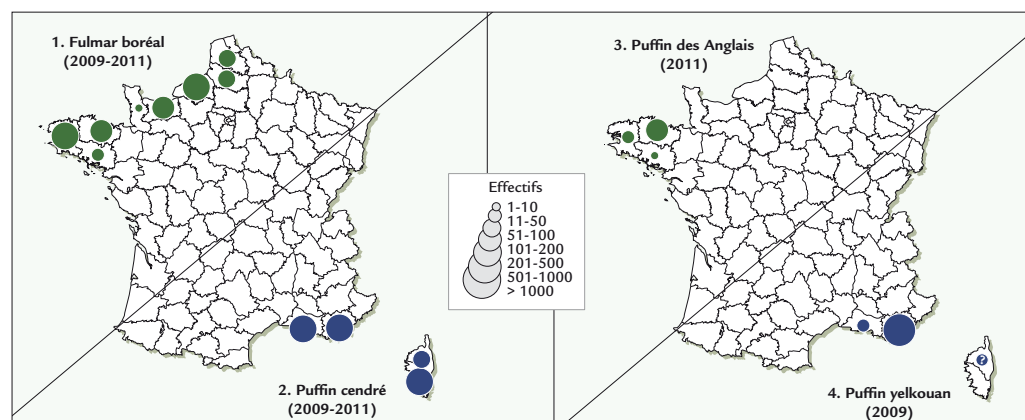 1. Fulmar boréal
(2009-2011)
3. Puffin des Anglais
(2011)
Effectifs
1-10
11-50
51-100
101-200
201-500
501-1000
> 1000
2. Puffin cendré
(2009-2011)
?
4. Puffin yelkouan
(2009)